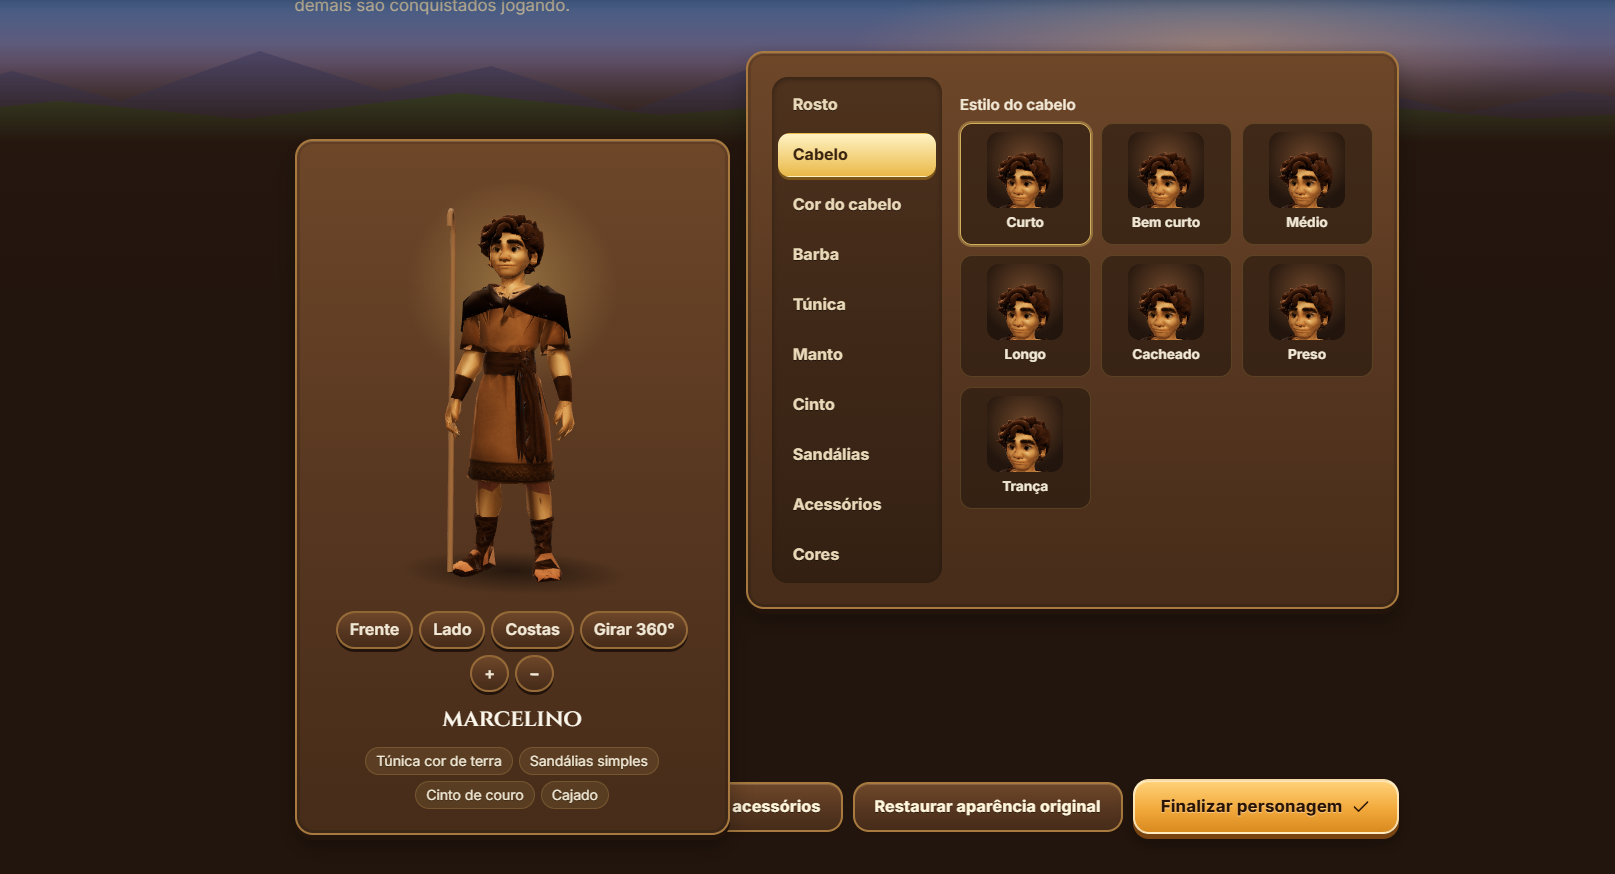 demais são conquistados jogando.
Rosto
Cabelo
Cor do cabelo
Barba
Túnica
Manto
Cinto
Sandálias
Acessórios
Cores
Estilo do cabelo
Curto
Bem curto
Médio
Longo
Cacheado
Preso
Trança
Frente
Lado
Costas
Girar 360°
+
−
MARCELINO
Túnica cor de terra
Sandálias simples
Cinto de couro
Cajado
acessórios
Restaurar aparência original
Finalizar personagem